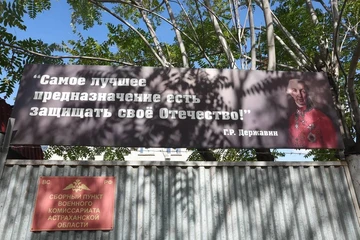 “Самое лучшее
предназначение есть
защищать своё Отечество!”
Г.Р. Державин
СБОРНЫЙ ПУНКТ
ВОЕННОГО
КОМИССАРИАТА
АСТРАХАНСКОЙ
ОБЛАСТИ